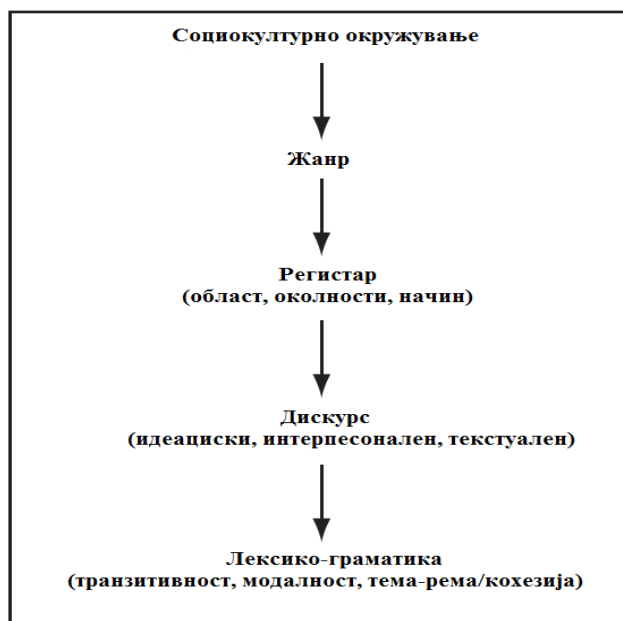 Социокултурно окружување
Жанр
Регистар
(област, околности, начин)
Дискурс
(идеациски, интерпесонален, текстуален)
Лексико-граматика
(транзитивност, модалност, тема-рема/кохезија)